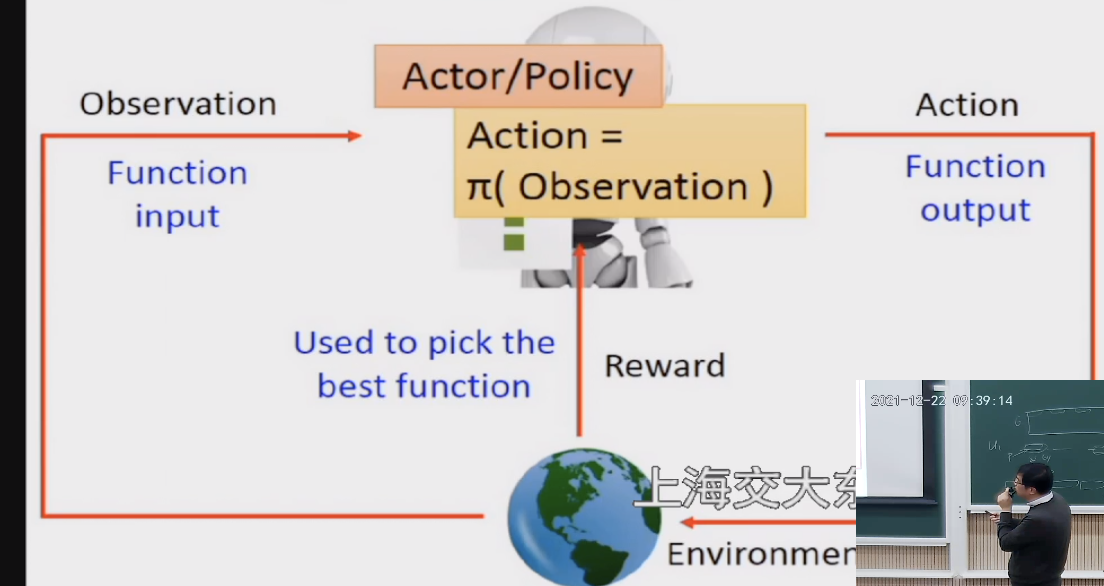 Actor/Policy
Observation
Action
Action =
π( Observation )
Function
input
Function
output
Used to pick the
best function
Reward
2021-12-22 09:39:14
上海交大东
Environmen